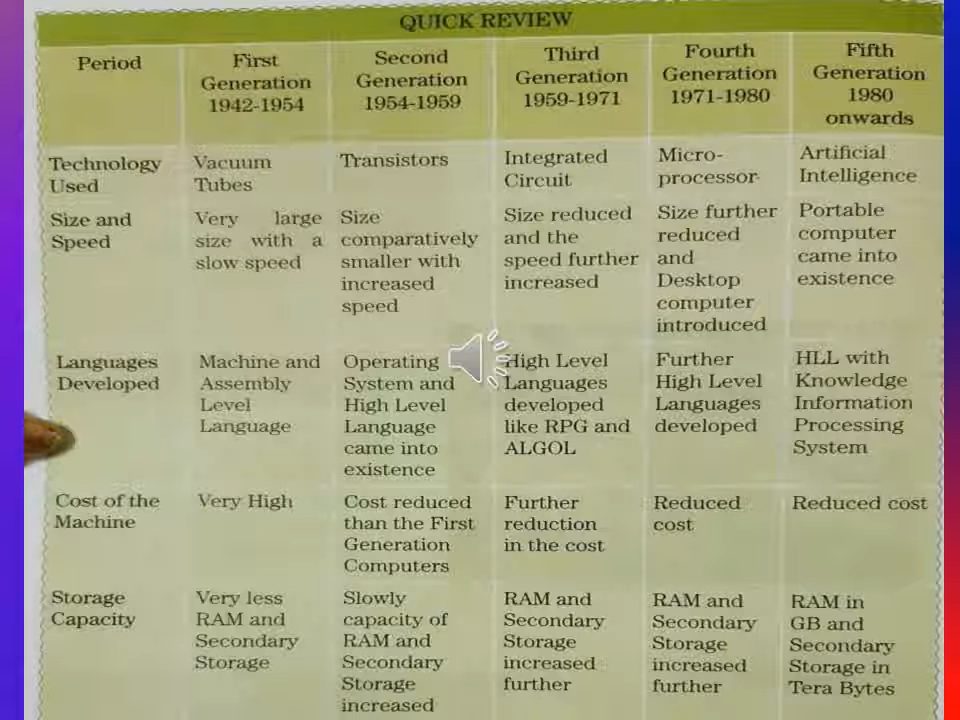 QUICK REVIEW
Period
First
Generation
1942-1954
Second
Generation
1954-1959
Third
Generation
1959-1971
Fourth
Generation
1971-1980
Fifth
Generation
1980
onwards
Technology
Used
Vacuum
Tubes
Transistors
Integrated
Circuit
Micro-
processor
Artificial
Intelligence
Size and
Speed
Very large
size with a
slow speed
Size
comparatively
smaller with
increased
speed
Size reduced
and the
speed further
increased
Size further
reduced
and
Desktop
computer
introduced
Portable
computer
came into
existence
Languages
Developed
Machine and
Assembly
Level
Language
Operating
System and
High Level
Language
came into
existence
High Level
Languages
developed
like RPG and
ALGOL
Further
High Level
Languages
developed
HLL with
Knowledge
Information
Processing
System
Cost of the
Machine
Very High
Cost reduced
than the First
Generation
Computers
Further
reduction
in the cost
Reduced
cost
Reduced cost
Storage
Capacity
Very less
RAM and
Secondary
Storage
Slowly
capacity of
RAM and
Secondary
Storage
increased
RAM and
Secondary
Storage
increased
further
RAM and
Secondary
Storage
increased
further
RAM in
GB and
Secondary
Storage in
Tera Bytes